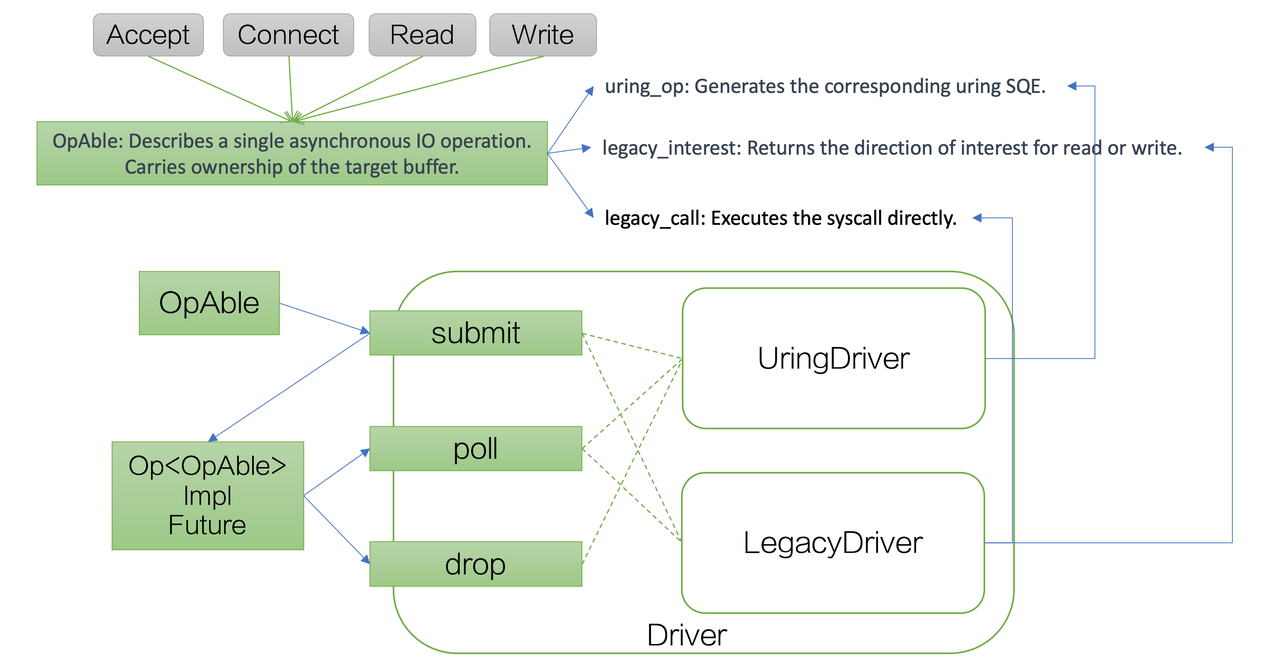 Accept
Connect
Read
Write
uring_op: Generates the corresponding uring SQE.
OpAble: Describes a single asynchronous IO operation.
Carries ownership of the target buffer.
legacy_interest: Returns the direction of interest for read or write.
legacy_call: Executes the syscall directly.
OpAble
submit
UringDriver
poll
Op<OpAble>
Impl
Future
LegacyDriver
drop
Driver